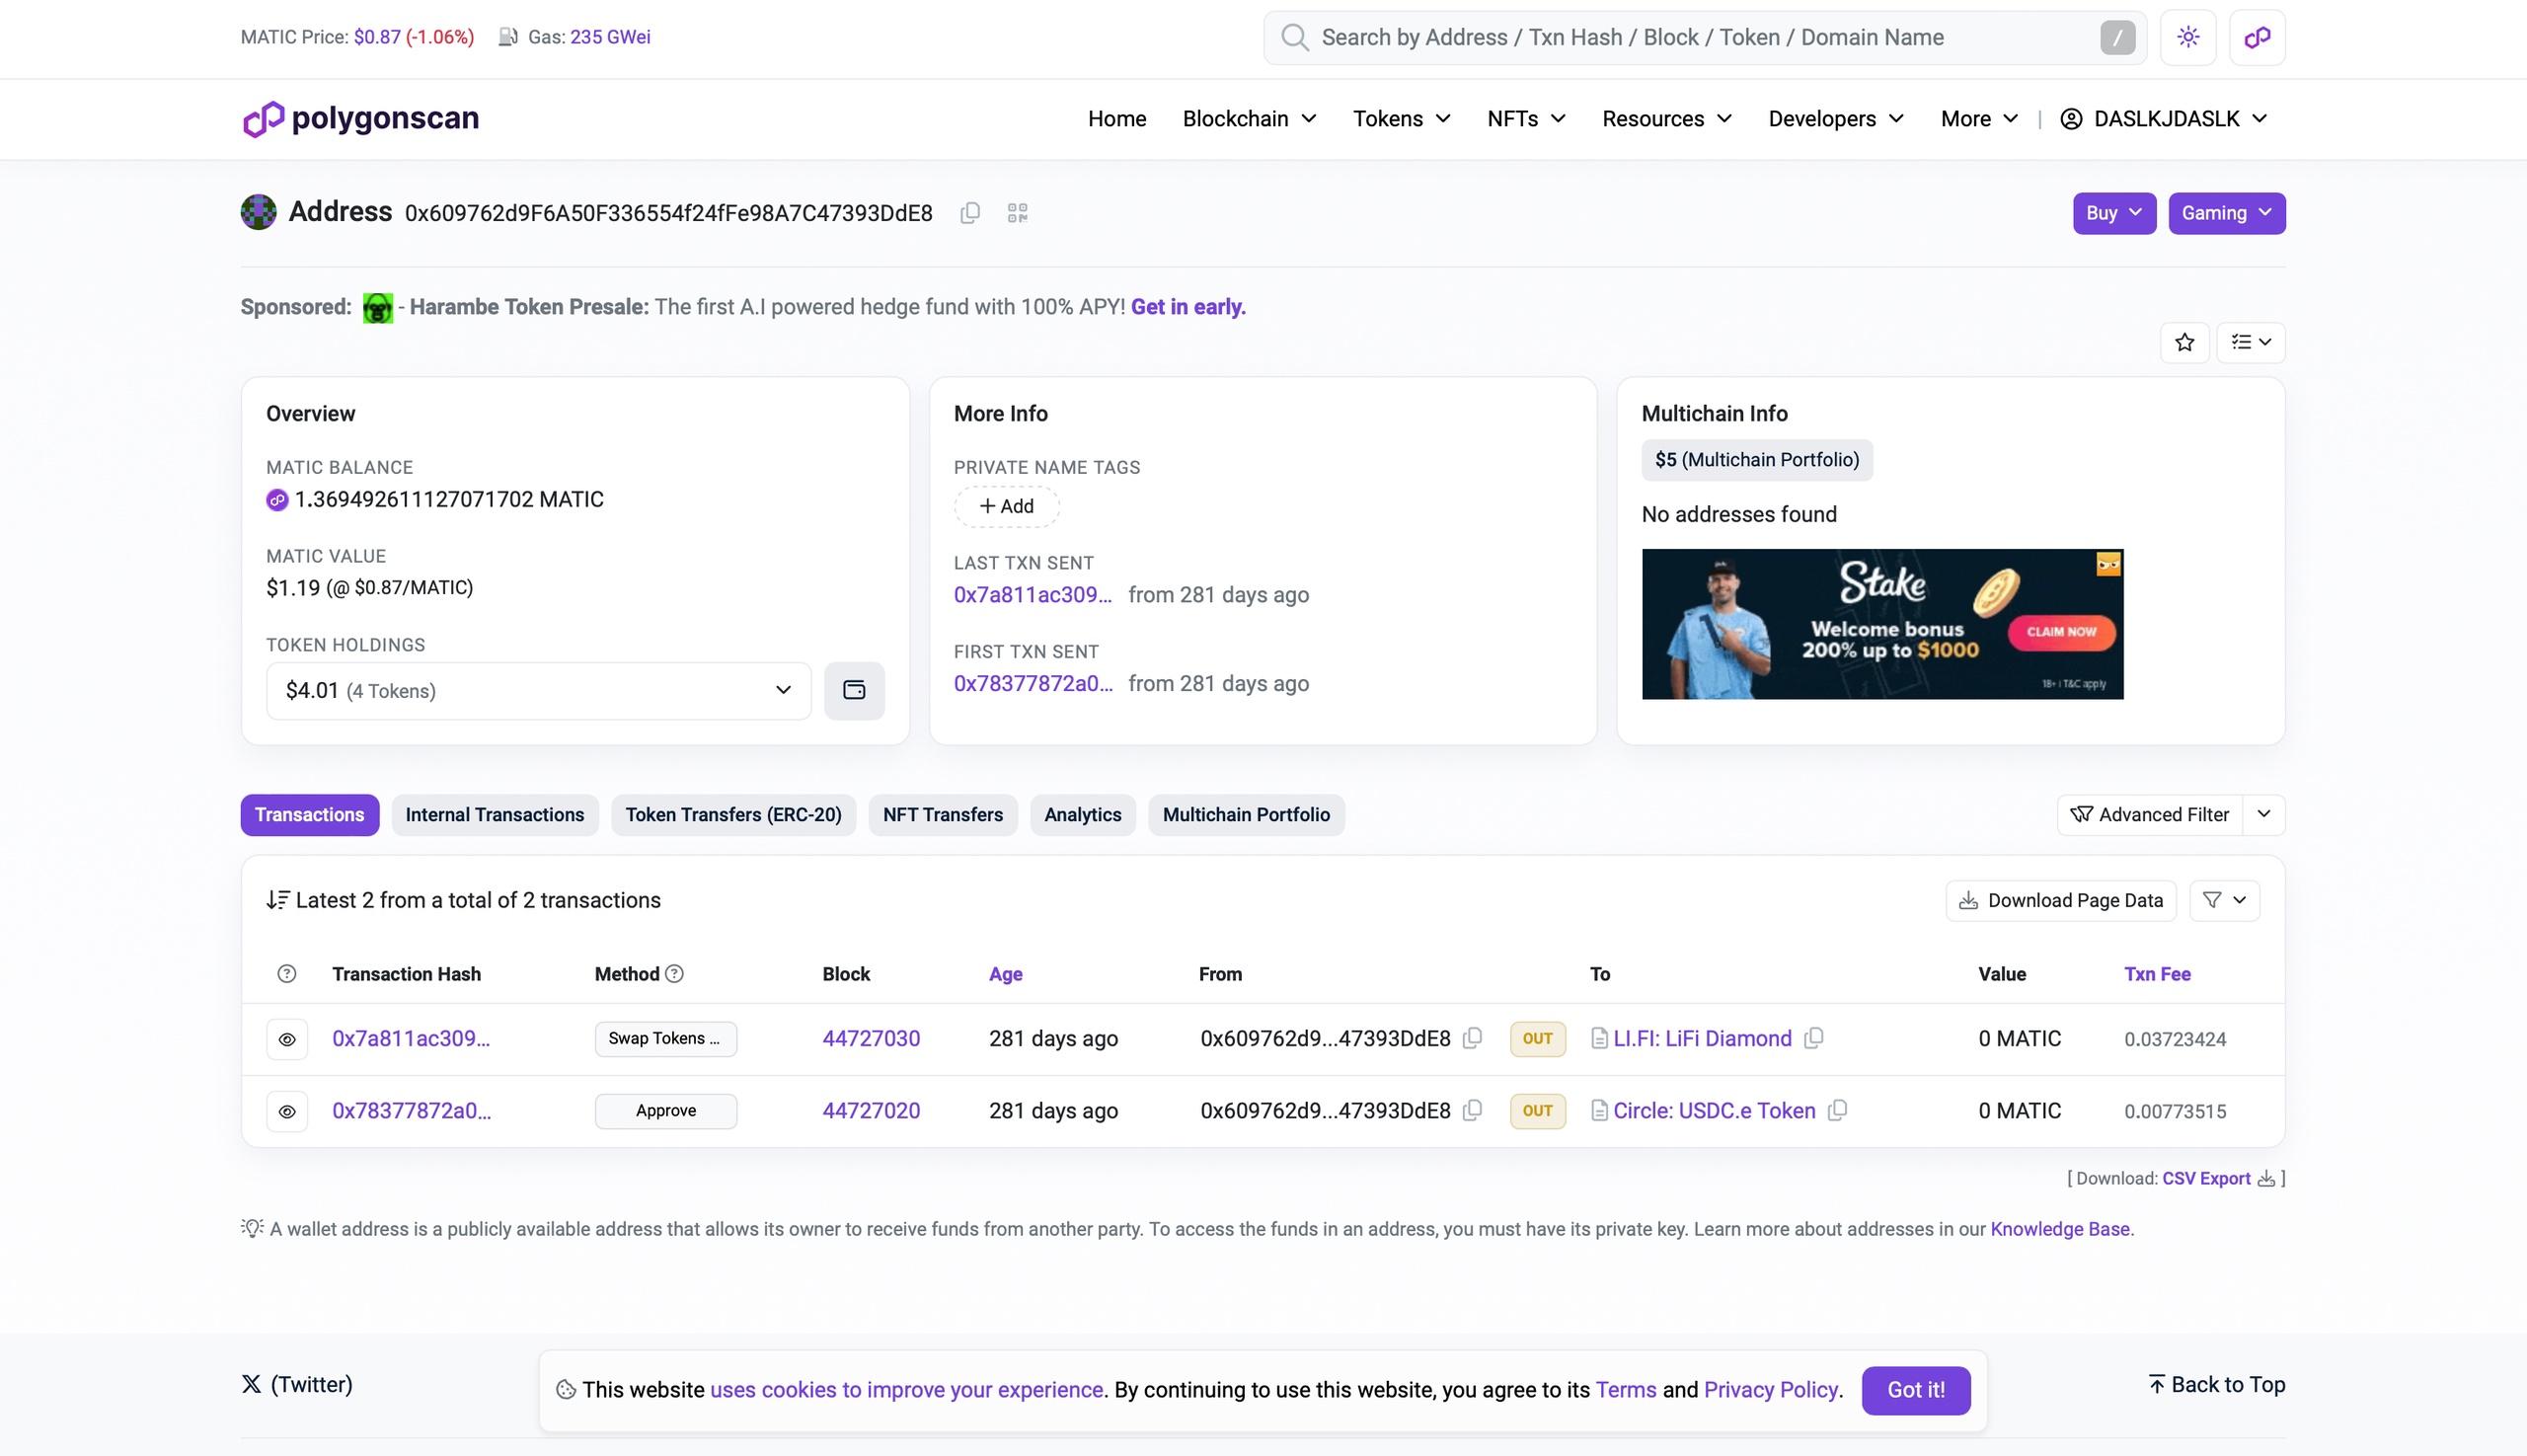 MATIC Price: $0.87 (-1.06%) Gas: 235 GWei
Search by Address / Txn Hash / Block / Token / Domain Name /
polygonscan
Home Blockchain Tokens NFTs Resources Developers More | DASLKJDASLK
Address 0x609762d9F6A50F336554f24fFe98A7C47393DdE8
Buy Gaming
Sponsored: - Harambe Token Presale: The first A.I powered hedge fund with 100% APY! Get in early.
Overview
MATIC BALANCE
1.369492611127071702 MATIC
MATIC VALUE
$1.19 (@ $0.87/MATIC)
TOKEN HOLDINGS
$4.01 (4 Tokens)
More Info
PRIVATE NAME TAGS
+ Add
LAST TXN SENT
0x7a811ac309... from 281 days ago
FIRST TXN SENT
0x78377872a0... from 281 days ago
Multichain Info
$5 (Multichain Portfolio)
No addresses found
Stake
Welcome bonus
200% up to $1000
CLAIM NOW
18+ | T&C apply
Transactions Internal Transactions Token Transfers (ERC-20) NFT Transfers Analytics Multichain Portfolio
Advanced Filter
Latest 2 from a total of 2 transactions
Download Page Data
Transaction Hash Method Block Age From To Value Txn Fee
0x7a811ac309... Swap Tokens ... 44727030 281 days ago 0x609762d9...47393DdE8 OUT LI.FI: LiFi Diamond 0 MATIC 0.03723424
0x78377872a0... Approve 44727020 281 days ago 0x609762d9...47393DdE8 OUT Circle: USDC.e Token 0 MATIC 0.00773515
[ Download: CSV Export ]
A wallet address is a publicly available address that allows its owner to receive funds from another party. To access the funds in an address, you must have its private key. Learn more about addresses in our Knowledge Base.
X (Twitter)
This website uses cookies to improve your experience. By continuing to use this website, you agree to its Terms and Privacy Policy. Got it!
Back to Top